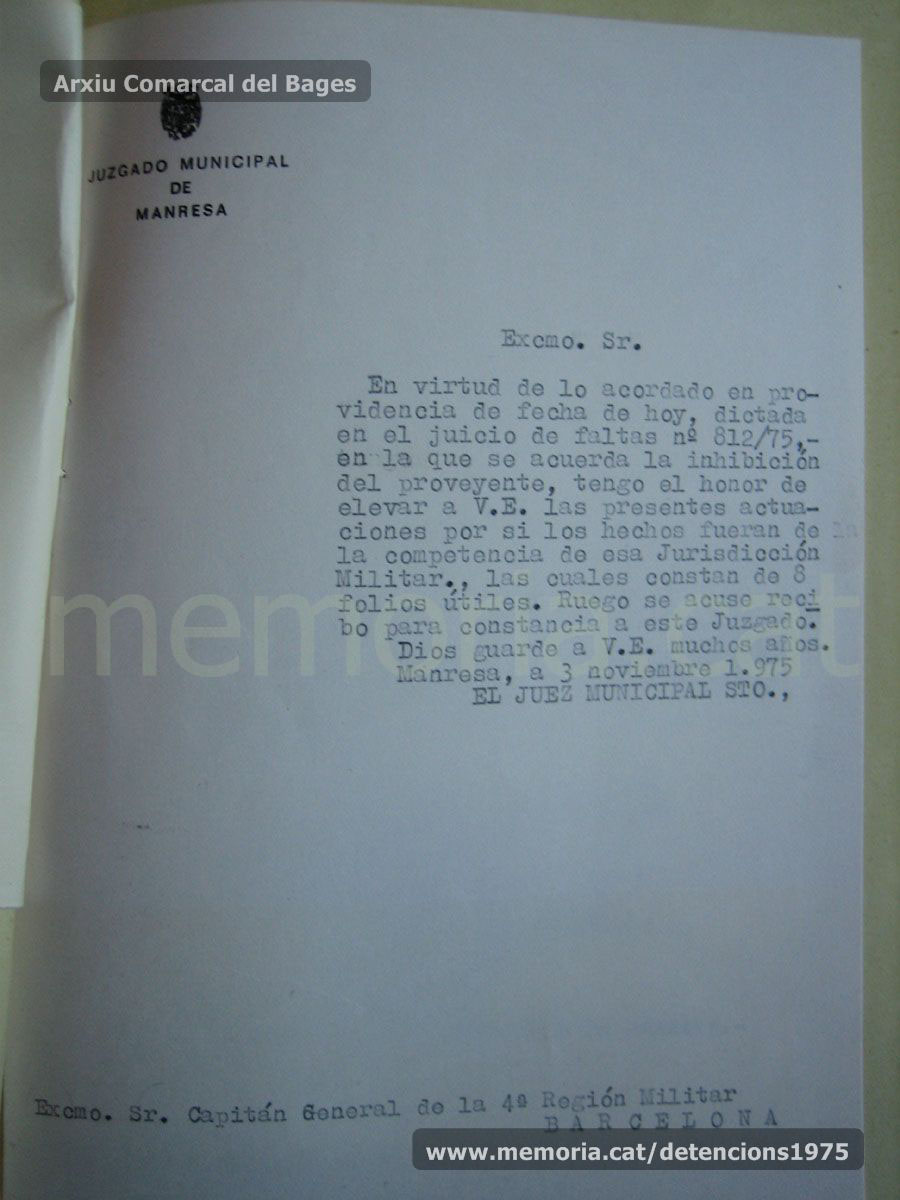 Arxiu Comarcal del Bages
JUZGADO MUNICIPAL
DE
MANRESA
Excmo. Sr.
En virtud de lo acordado en pro-
videncia de fecha de hoy, dictada
en el juicio de faltas nº 812/75,-
en la que se acuerda la inhibición
del proveyente, tengo el honor de
elevar a V.E. las presentes actua-
ciones por si los hechos fueran de la
la competencia de esa Jurisdicción
Militar., las cuales constan de 8
folios útiles. Ruego se acuse reci
bo para constancia a este Juzgado.
Dios guarde a V.E. muchos años.
Manresa, a 3 noviembre 1.975
EL JUEZ MUNICIPAL STO.,
memoria.cat
Excmo. Sr. Capitán General de la 4ª Región Militar
BARCELONA
www.memoria.cat/detencions1975